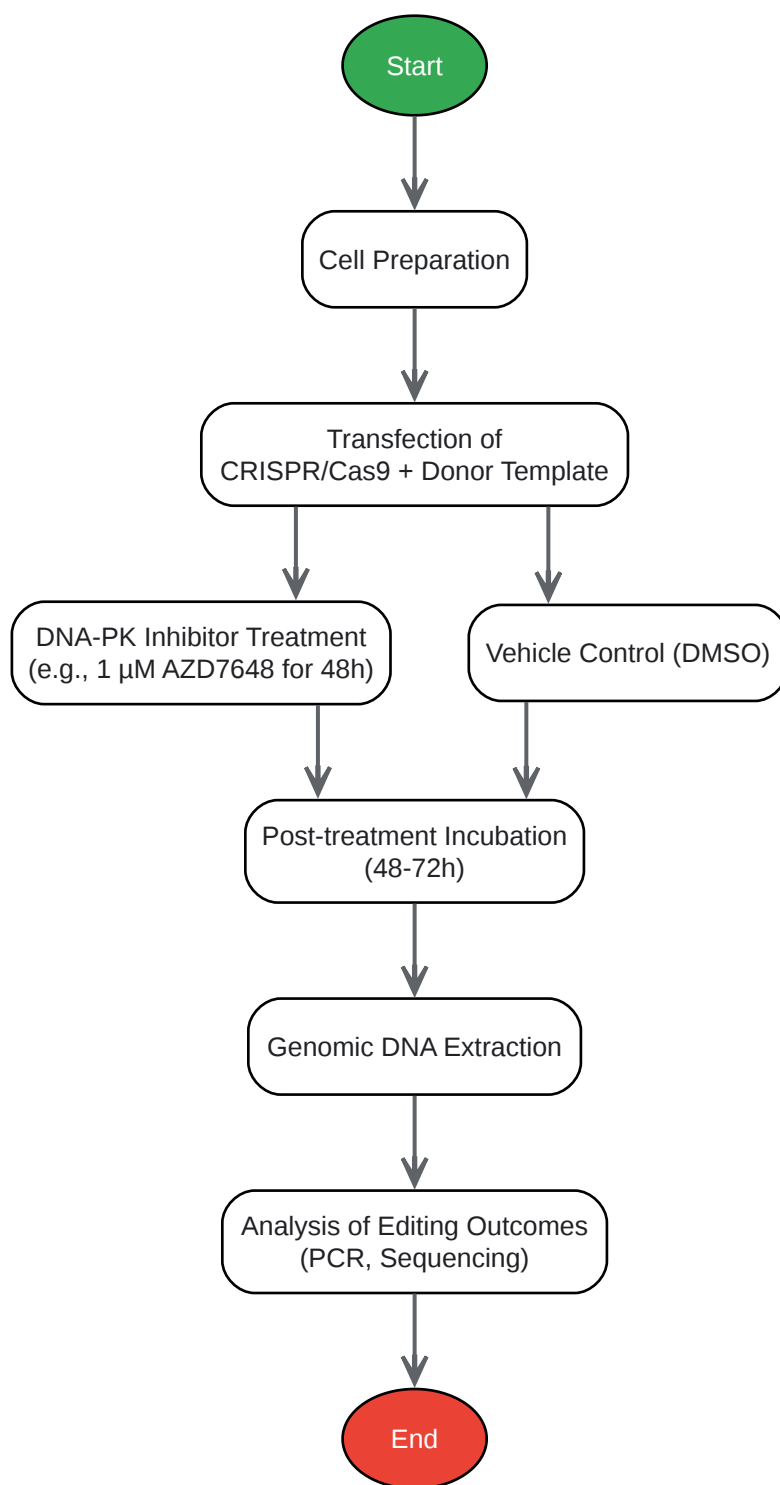 Start
Cell Preparation
Transfection of
CRISPR/Cas9 + Donor Template
DNA-PK Inhibitor Treatment
(e.g., 1 µM AZD7648 for 48h)
Vehicle Control (DMSO)
Post-treatment Incubation
(48-72h)
Genomic DNA Extraction
Analysis of Editing Outcomes
(PCR, Sequencing)
End